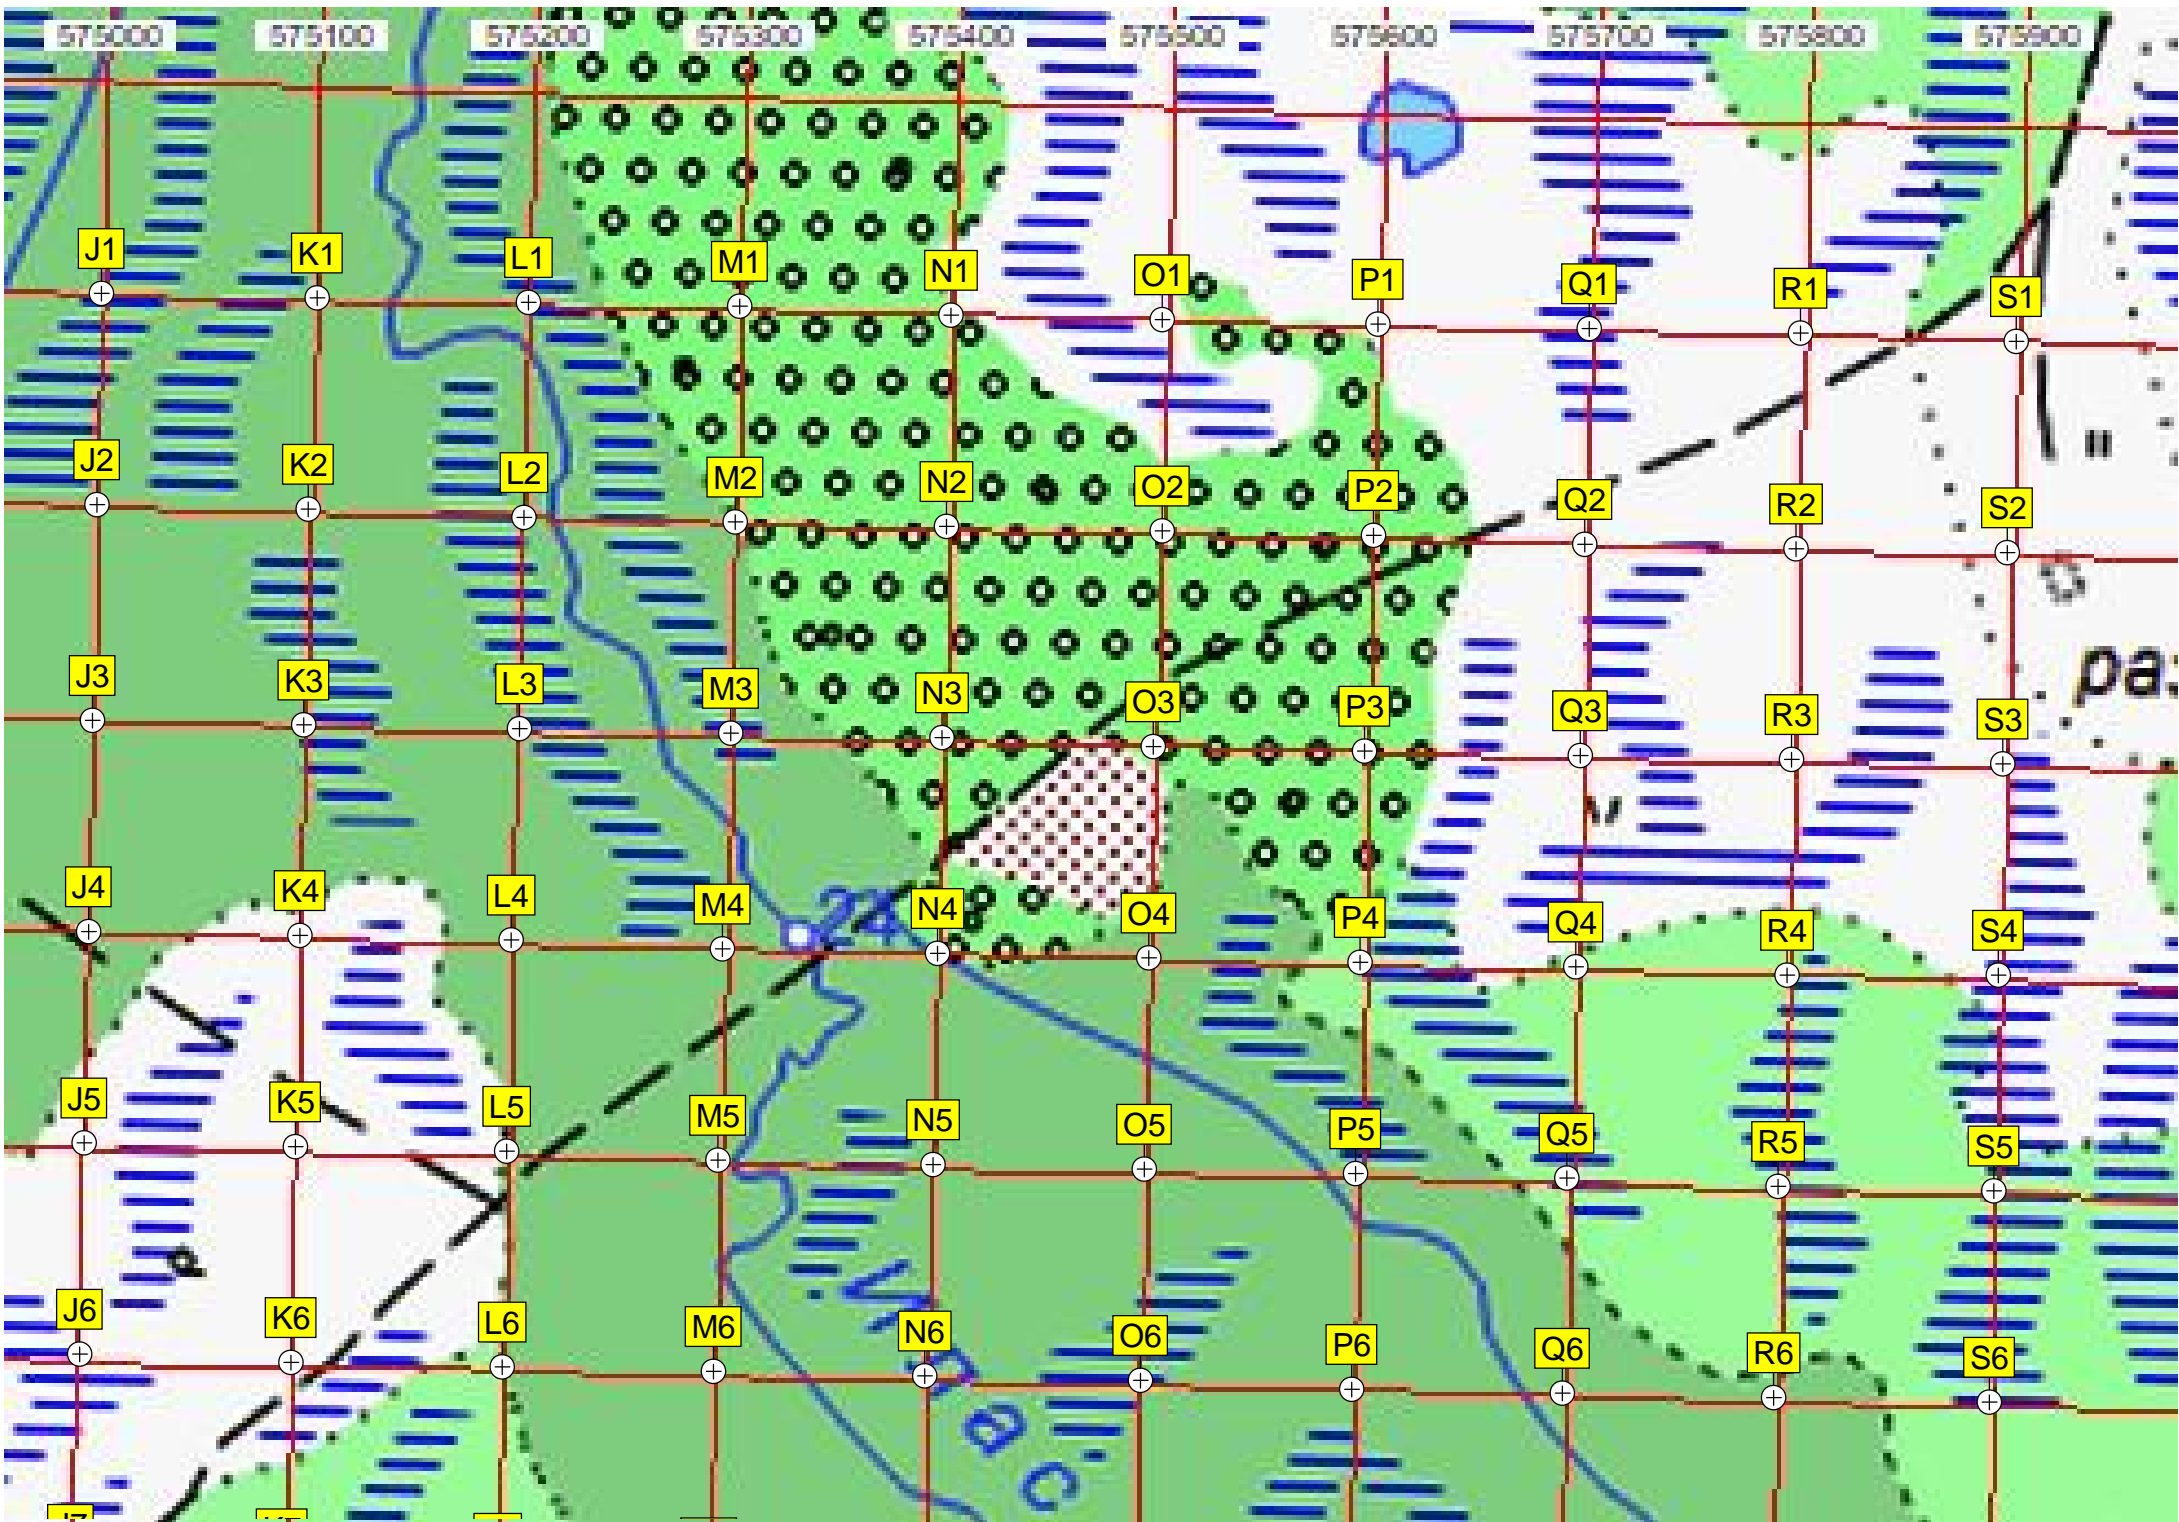 575000 575100 575200 575300 575400 575500 575600 575700 575800 575900
J1 K1 L1 M1 N1 O1 P1 Q1 R1 S1
J2 K2 L2 M2 N2 O2 P2 Q2 R2 S2
раз
J3 K3 L3 M3 N3 O3 P3 Q3 R3 S3
J4 K4 L4 M4 N4 O4 P4 Q4 R4 S4
J5 K5 L5 M5 N5 O5 P5 Q5 R5 S5
J6 K6 L6 M6 N6 O6 P6 Q6 R6 S6